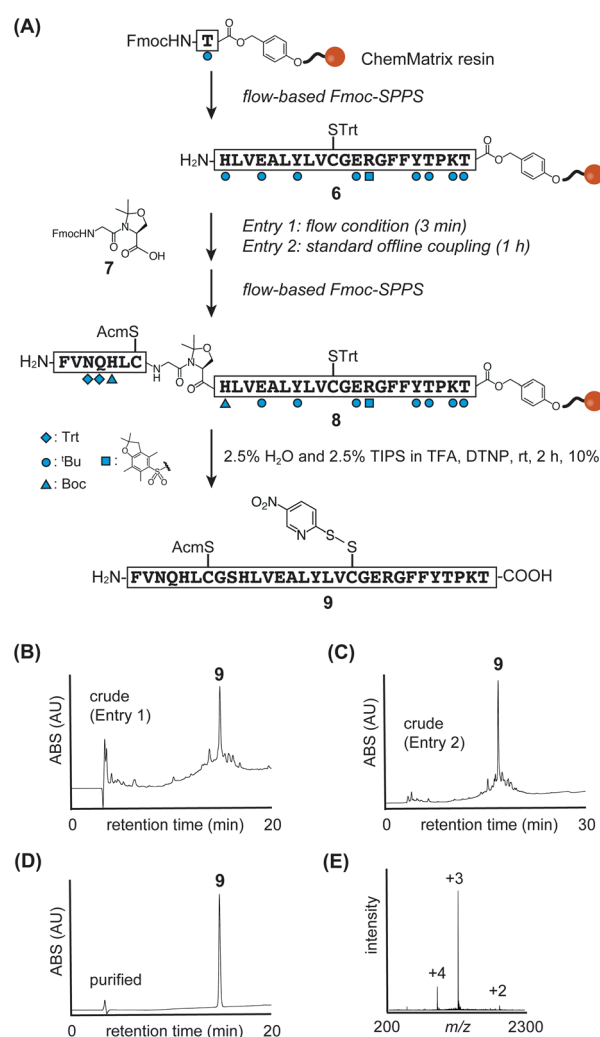 (A)
FmocHN
T
O
O
O
ChemMatrix resin
flow-based Fmoc-SPPS
STrt
H₂N-
HLVEALYLVCGERGFFYTPKT
O
O
O
6
O
N
FmocHN
O
O
OH
7
Entry 1: flow condition (3 min)
Entry 2: standard offline coupling (1 h)
flow-based Fmoc-SPPS
AcmS
H₂N-
FVNQHLC
N
H
O
N
O
O
STrt
HLVEALYLVCGERGFFYTPKT
O
O
O
8
: Trt
: ᵗBu
: Boc
:
O
S
O O
2.5% H₂O and 2.5% TIPS in TFA, DTNP, rt, 2 h, 10%
O₂N
N
S
S
AcmS
H₂N-
FVNQHLCGSHLVEALYLVCGERGFFYTPKT
-COOH
9
(B)
9
crude
(Entry 1)
ABS (AU)
0 retention time (min) 20
(C)
9
crude
(Entry 2)
ABS (AU)
0 retention time (min) 30
(D)
9
purified
ABS (AU)
0 retention time (min) 20
(E)
+3
+4
+2
intensity
200 m/z 2300